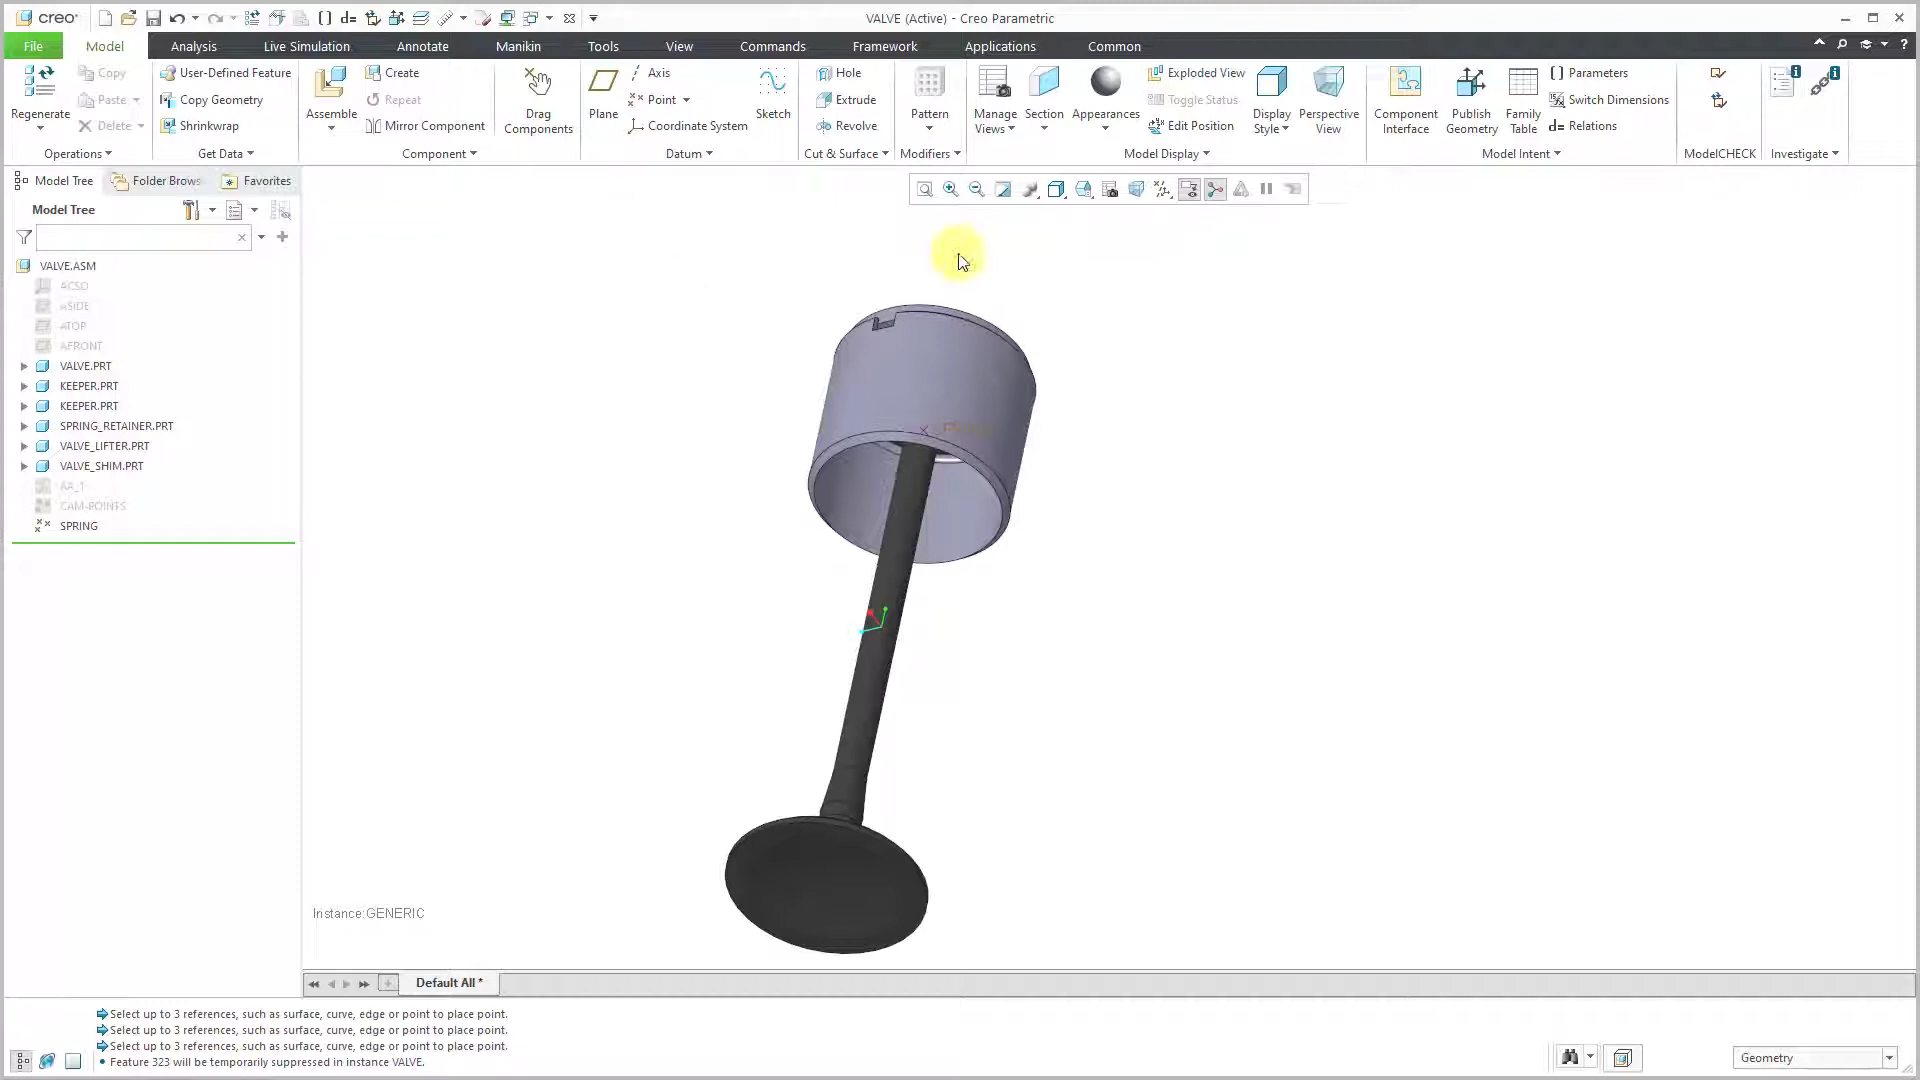 creo
VALVE (Active) - Creo Parametric
File
Model
Analysis
Live Simulation
Annotate
Manikin
Tools
View
Commands
Framework
Applications
Common
Regenerate
Copy
Paste
Delete
Operations
User-Defined Feature
Copy Geometry
Shrinkwrap
Get Data
Assemble
Create
Repeat
Mirror Component
Component
Drag Components
Plane
Axis
Point
Coordinate System
Sketch
Datum
Hole
Extrude
Revolve
Cut & Surface
Pattern
Modifiers
Manage Views
Section
Appearances
Exploded View
Toggle Status
Edit Position
Display Style
Perspective View
Model Display
Component Interface
Publish Geometry
Family Table
Parameters
Switch Dimensions
d= Relations
Model Intent
ModelCHECK
Investigate
Model Tree
Folder Brows
Favorites
Model Tree
VALVE.ASM
ACS0
ASIDE
ATOP
AFRONT
VALVE.PRT
KEEPER.PRT
KEEPER.PRT
SPRING_RETAINER.PRT
VALVE_LIFTER.PRT
VALVE_SHIM.PRT
AA_1
CAM-POINTS
SPRING
Instance:GENERIC
Default All *
Select up to 3 references, such as surface, curve, edge or point to place point.
Select up to 3 references, such as surface, curve, edge or point to place point.
Select up to 3 references, such as surface, curve, edge or point to place point.
• Feature 323 will be temporarily suppressed in instance VALVE.
Geometry